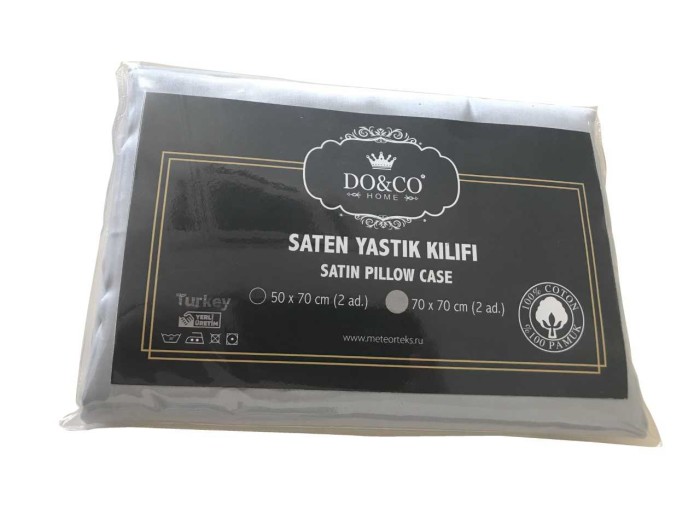 DO&CO®
HOME
SATEN YASTIK KILIFI
SATIN PILLOW CASE
50 x 70 cm (2 ad.) 70 x 70 cm (2 ad.)
Turkey
YERLİ
ÜRETİM
www.meteorteks.ru
100% COTON
%100 PAMUK